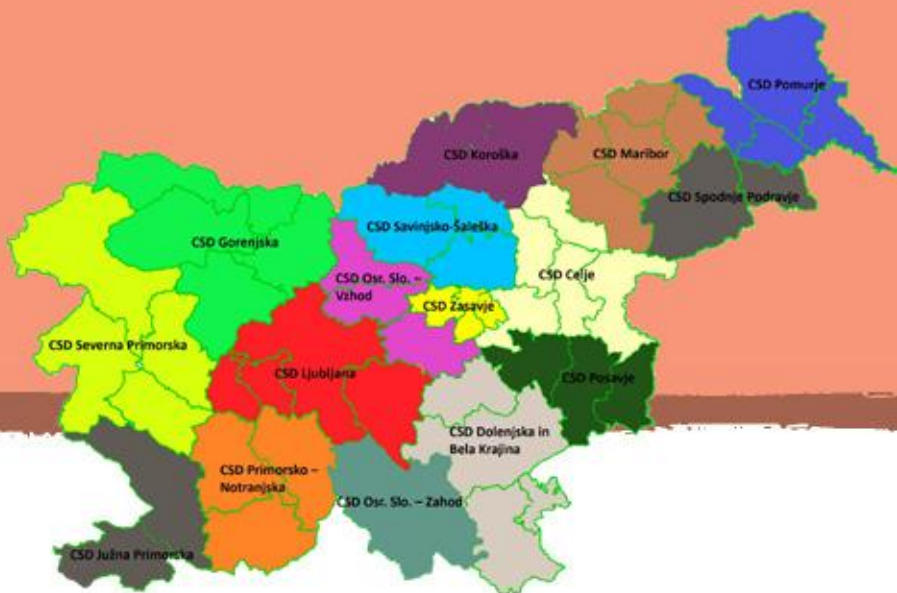 CSD Pomurje
CSD Koroška
CSD Maribor
CSD Spodnje Podravje
CSD Savinjsko-Šaleška
CSD Gorenjska
CSD Osr. Slo. –
Vzhod
CSD Celje
CSD Zasavje
CSD Severna Primorska
CSD Ljubljana
CSD Posavje
CSD Dolenjska in
Bela Krajina
CSD Primorsko –
Notranjska
CSD Osr. Slo. – Zahod
CSD Južna Primorska